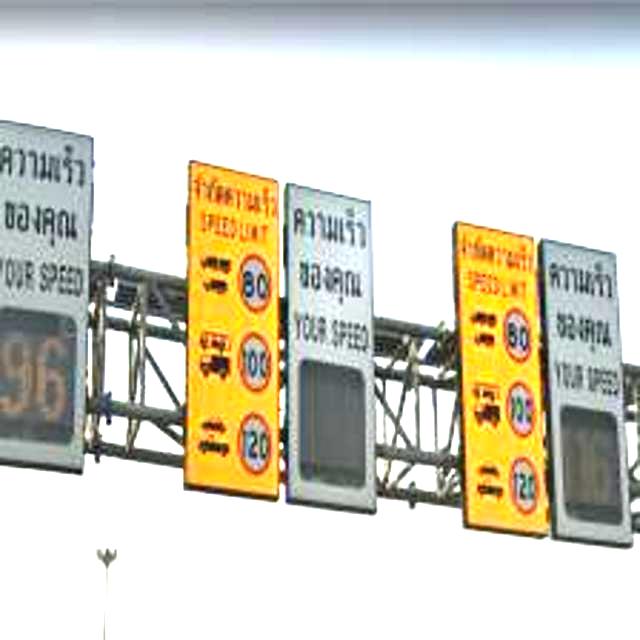 ความเร็ว
ของคุณ
YOUR SPEED
96
จำกัดความเร็ว
SPEED LIMIT
80
100
120
ความเร็ว
ของคุณ
YOUR SPEED
จำกัดความเร็ว
SPEED LIMIT
80
100
120
ความเร็ว
ของคุณ
YOUR SPEED